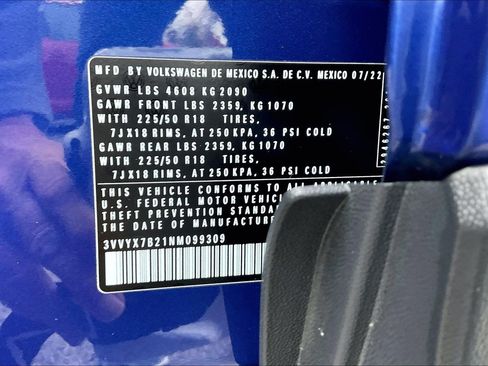 MFD BY VOLKSWAGEN DE MEXICO S.A. DE C.V. MEXICO 07/22
GVWR LBS 4608 KG 2090
GAWR FRONT LBS 2359, KG 1070
WITH 225/50 R18 TIRES,
7JX18 RIMS, AT 250 KPA, 36 PSI COLD
GAWR REAR LBS 2359, KG 1070
WITH 225/50 R18 TIRES,
7JX18 RIMS, AT 250 KPA, 36 PSI COLD
THIS VEHICLE CONFORMS TO ALL APPLICABLE
U.S. FEDERAL MOTOR VEHICLE
THEFT PREVENTION STANDARD
DATE OF MANUFACTURE
3VVYX7B21NM099309